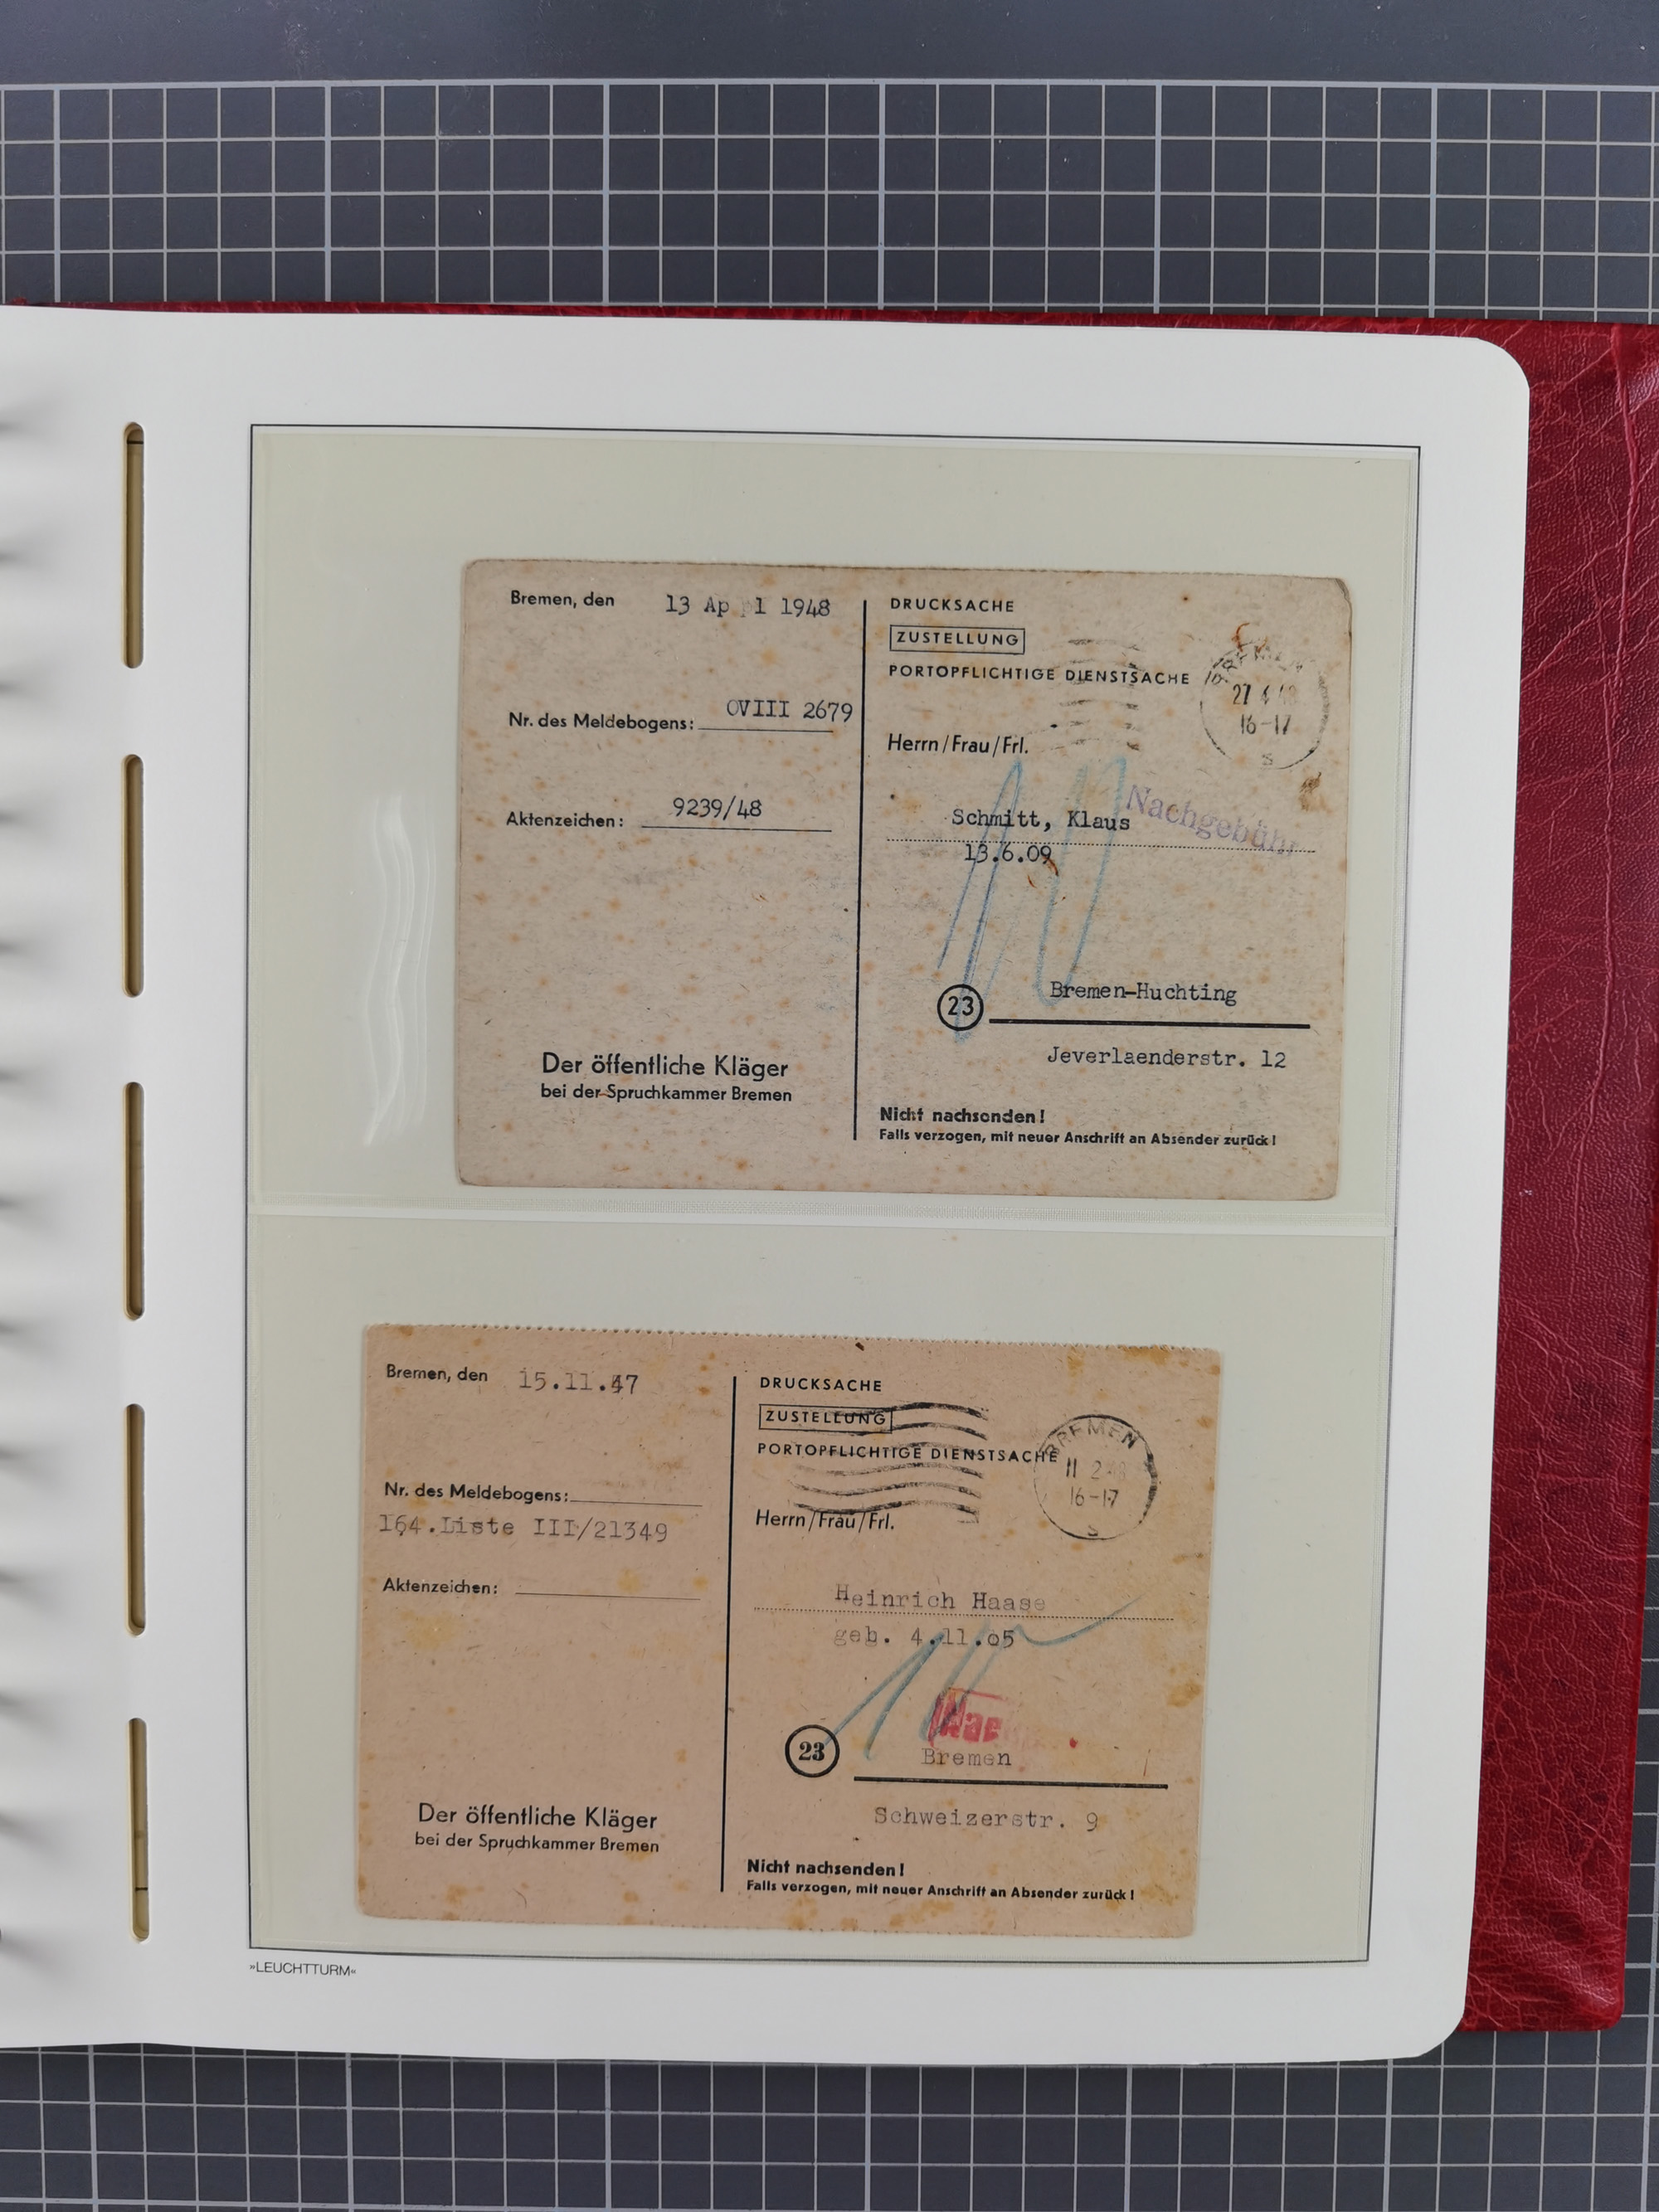 Bremen, den 13 Ap 1 1948
Nr. des Meldebogens: OVIII 2679
Aktenzeichen: 9239/48
Der öffentliche Kläger
bei der Spruchkammer Bremen
DRUCKSACHE
ZUSTELLUNG
PORTOPFLICHTIGE DIENSTSACHE
BREMEN
27 4 48
16-17
s
Herrn/Frau/Frl.
Nachgebühr
Schmitt, Klaus
13.6.09
23 Bremen-Huchting
Jeverlaenderstr. 12
Nicht nachsenden!
Falls verzogen, mit neuer Anschrift an Absender zurück!
Bremen, den 15.11.47
Nr. des Meldebogens:
164.Liste III/21349
Aktenzeichen:
Der öffentliche Kläger
bei der Spruchkammer Bremen
DRUCKSACHE
ZUSTELLUNG
PORTOPFLICHTIGE DIENSTSACHE
BREMEN
11 2 48
16-17
s
Herrn/Frau/Frl.
Heinrich Haase
geb. 4.11.05
23 Bremen
Schweizerstr. 9
Nicht nachsenden!
Falls verzogen, mit neuer Anschrift an Absender zurück!
»LEUCHTTURM«